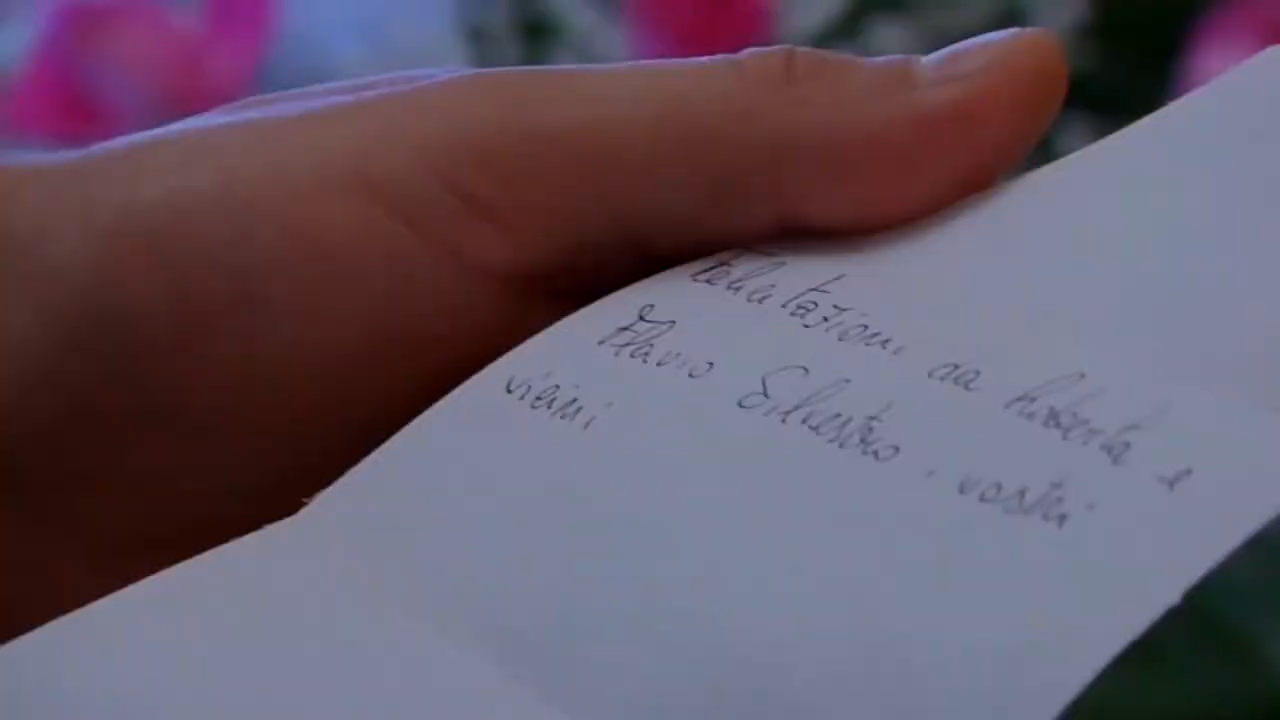 Felicitazioni da Roberta e
Flavio Silvestro, vostri
vicini